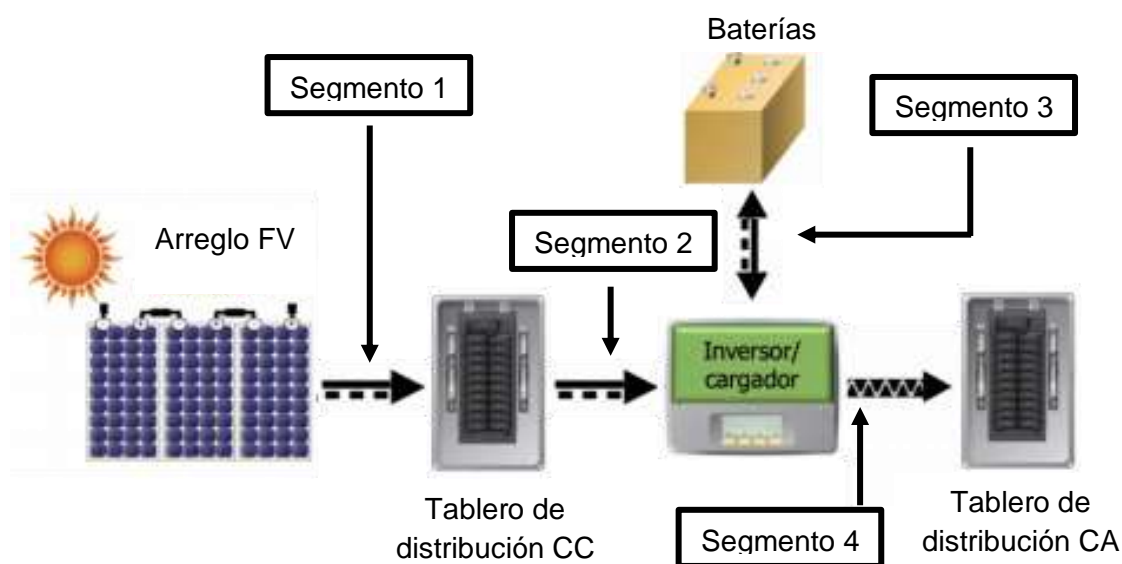 Baterías
Segmento 1
Segmento 3
Arreglo FV
Segmento 2
Inversor/
cargador
Tablero de
distribución CC
Segmento 4
Tablero de
distribución CA